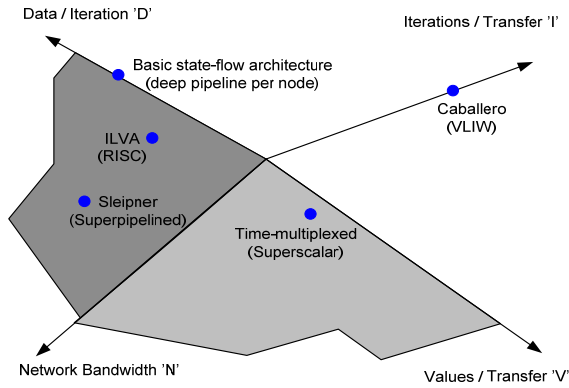 Data / Iteration 'D'
Iterations / Transfer 'I'
Basic state-flow architecture
(deep pipeline per node)
Caballero
(VLIW)
ILVA
(RISC)
Sleipner
(Superpipelined)
Time-multiplexed
(Superscalar)
Network Bandwidth 'N'
Values / Transfer 'V'